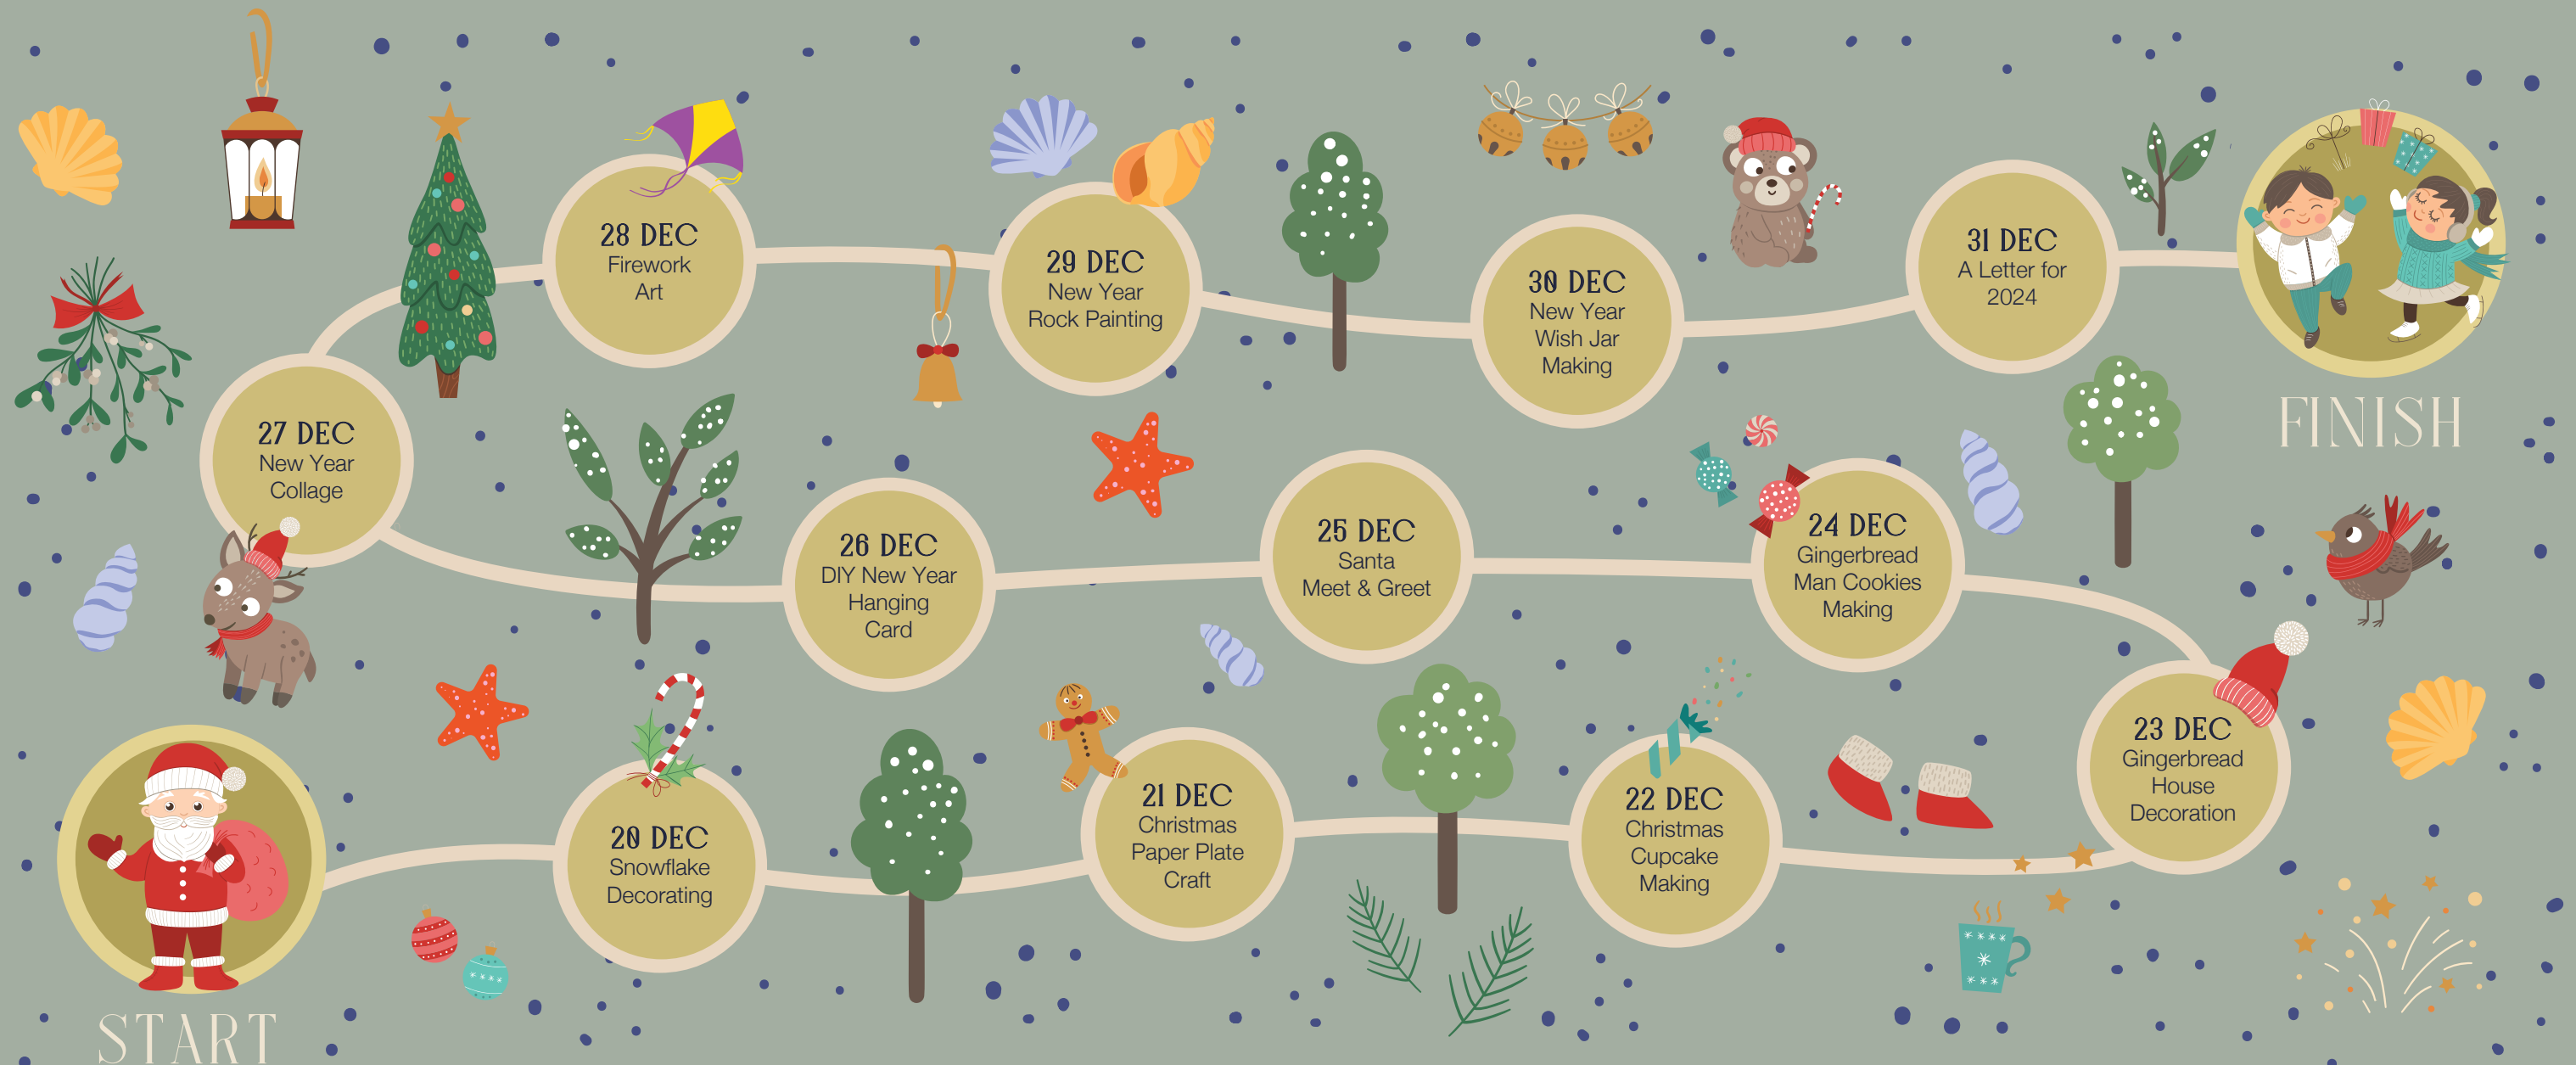 START
20 DEC
Snowflake
Decorating
21 DEC
Christmas
Paper Plate
Craft
22 DEC
Christmas
Cupcake
Making
23 DEC
Gingerbread
House
Decoration
24 DEC
Gingerbread
Man Cookies
Making
25 DEC
Santa
Meet & Greet
26 DEC
DIY New Year
Hanging
Card
27 DEC
New Year
Collage
28 DEC
Firework
Art
29 DEC
New Year
Rock Painting
30 DEC
New Year
Wish Jar
Making
31 DEC
A Letter for
2024
FINISH